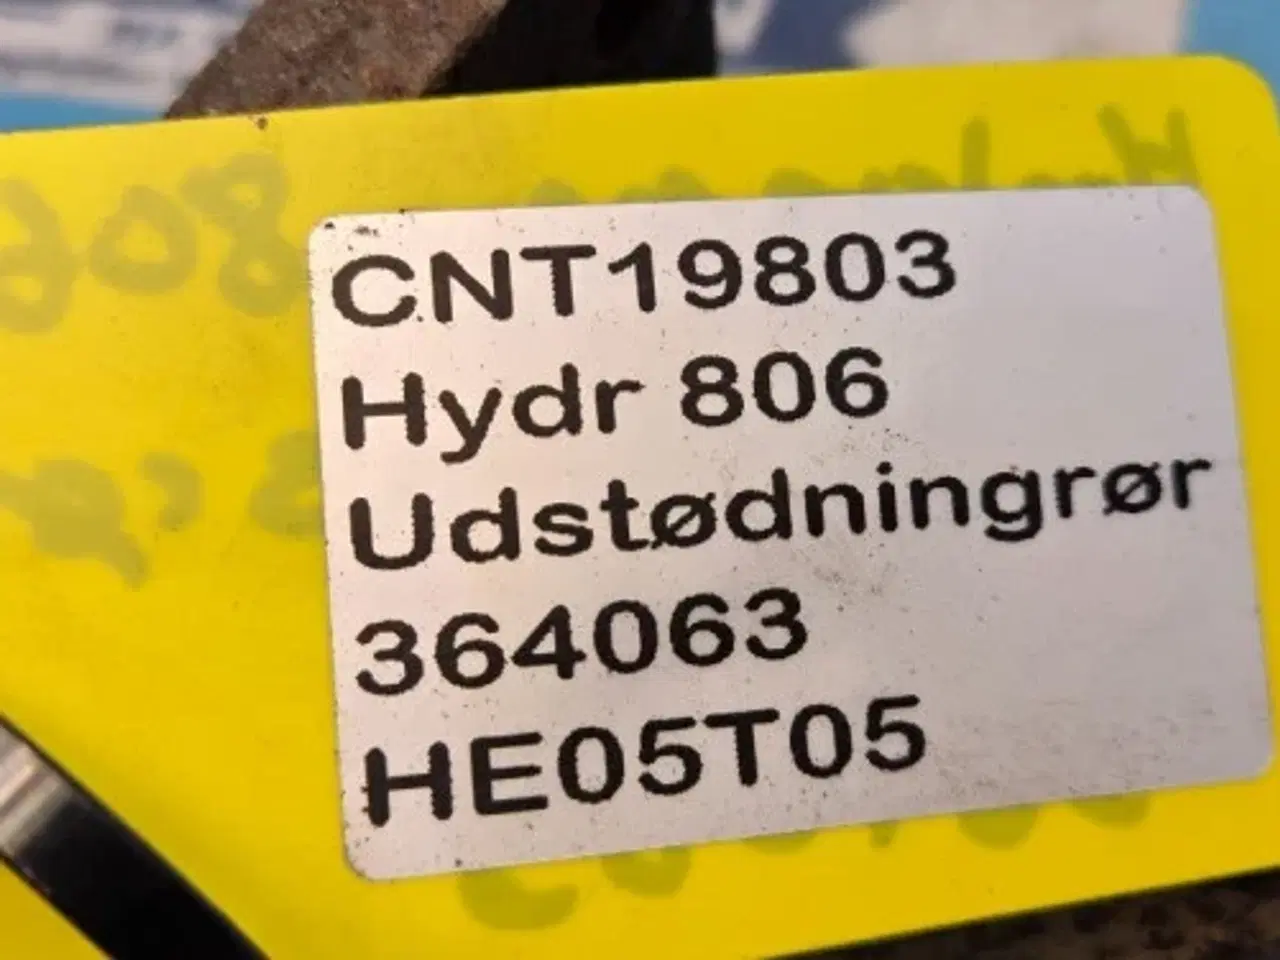 CNT19803
Hydr 806
Udstødningrør
364063
HE05T05